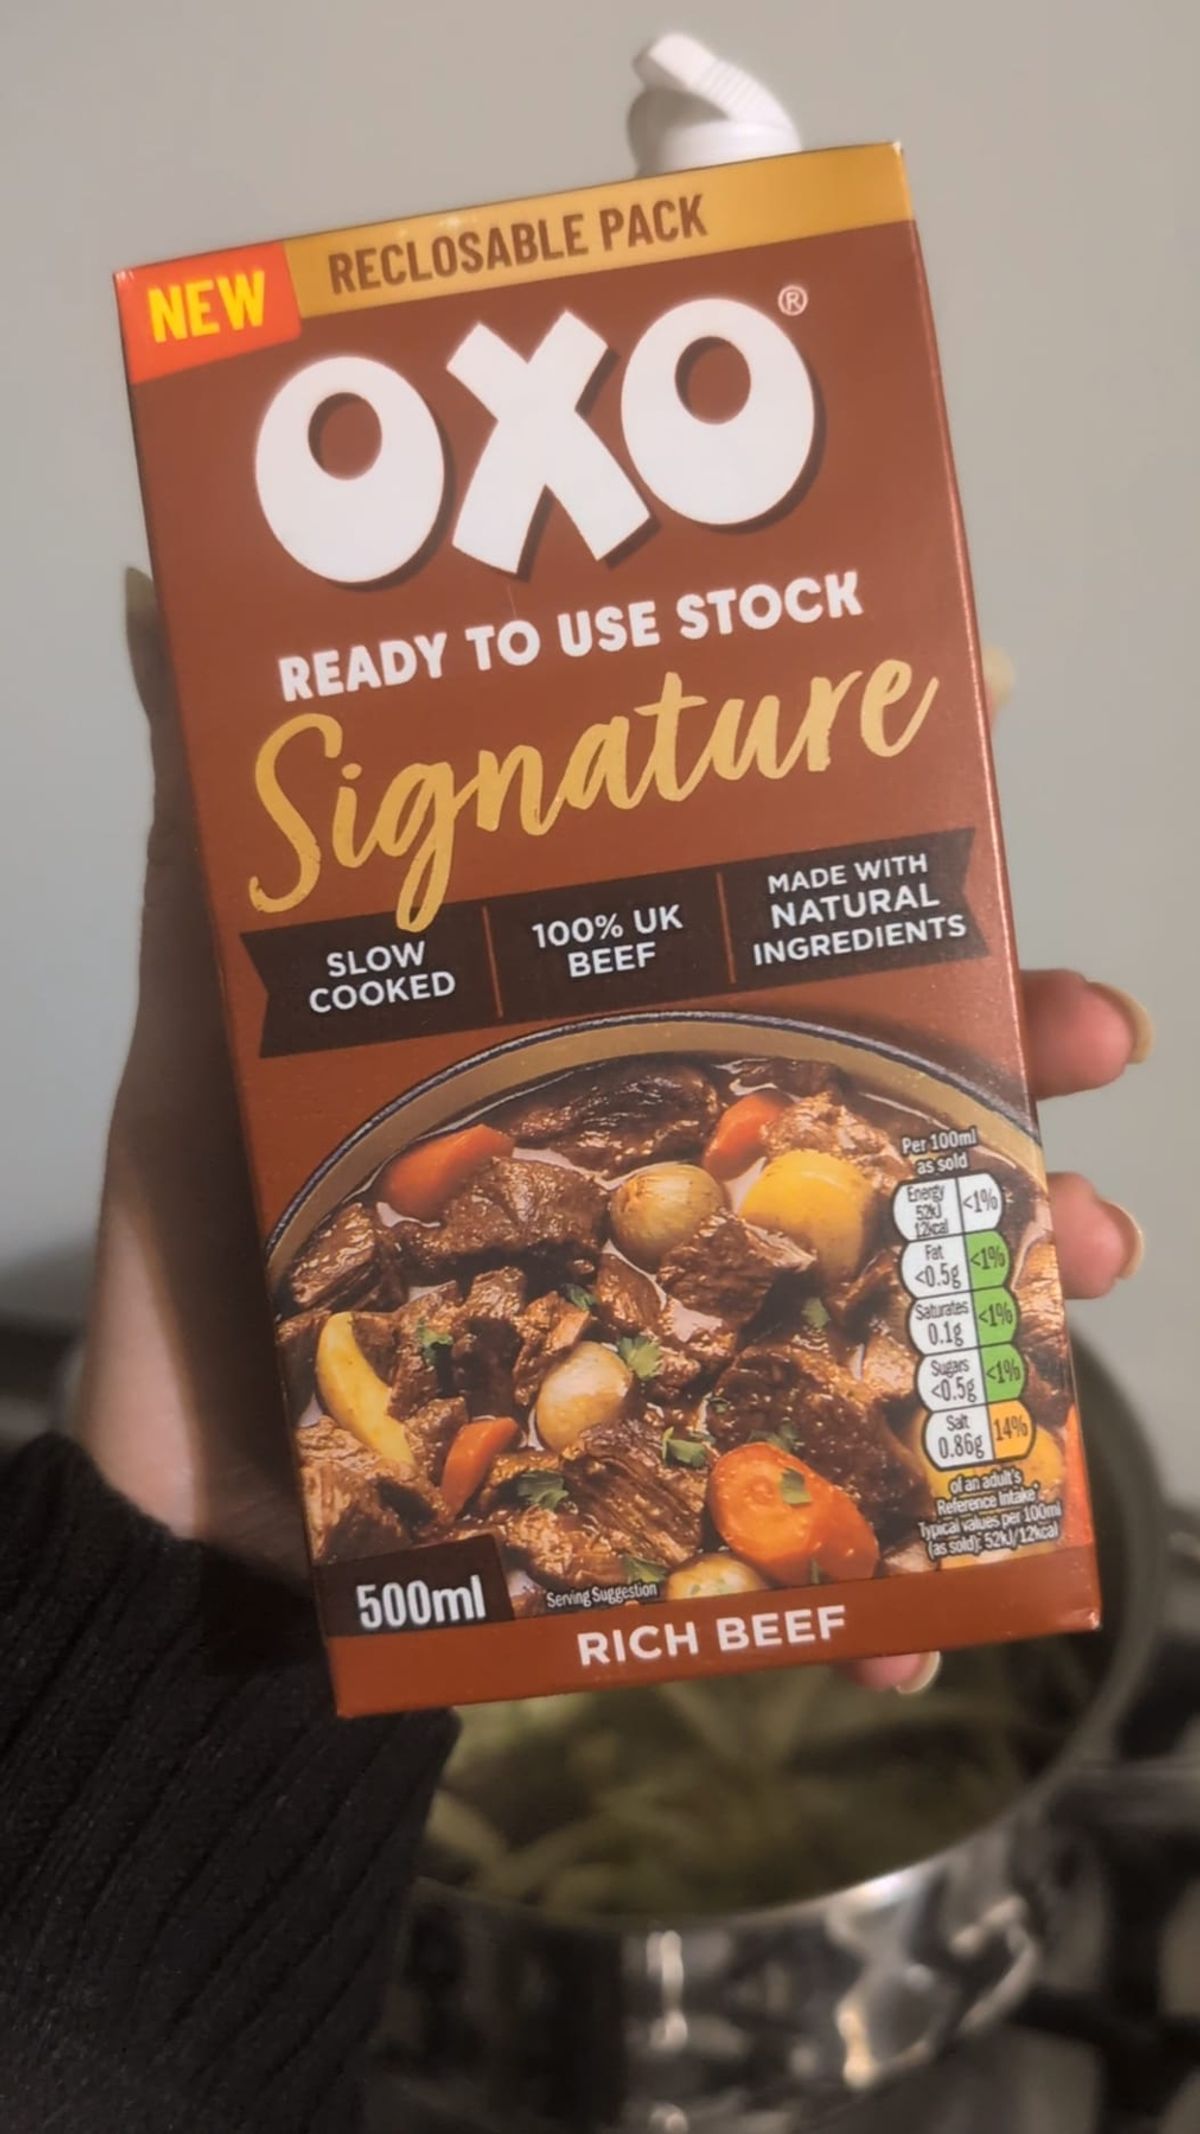 NEW
RECLOSABLE PACK
OXO®
READY TO USE STOCK
Signature
SLOW
COOKED
100% UK
BEEF
MADE WITH
NATURAL
INGREDIENTS
Per 100ml
as sold
Energy
52kJ
12kcal
<1%
Fat
<0.5g
<1%
Saturates
0.1g
<1%
Sugars
<0.5g
<1%
Salt
0.86g
14%
of an adult's
Reference Intake*
Typical values per 100ml
(as sold): 52kJ/12kcal
500ml
Serving Suggestion
RICH BEEF